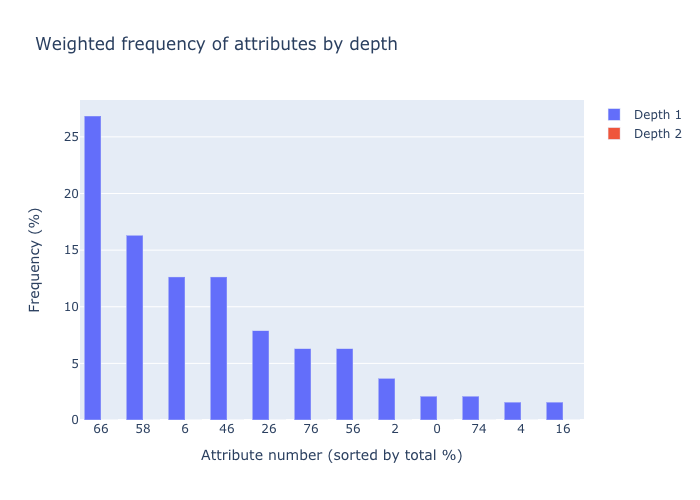 Weighted frequency of attributes by depth
Depth 1
Depth 2
Frequency (%)
25
20
15
10
5
0
66 58 6 46 26 76 56 2 0 74 4 16
Attribute number (sorted by total %)